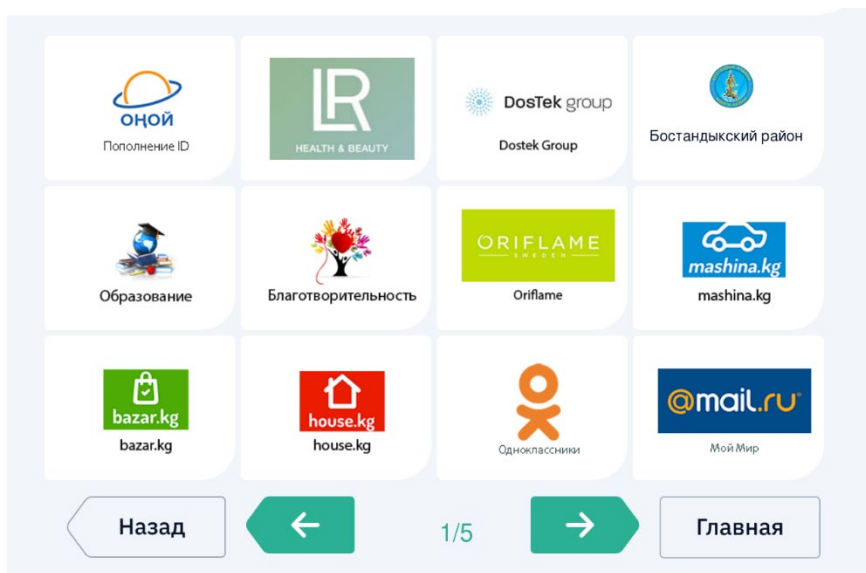 оңой
Пополнение ID
LR
HEALTH & BEAUTY
DosTek group
Dostek Group
Бостандыкский район
Образование
Благотворительность
ORIFLAME
SWEDEN
Oriflame
mashina.kg
mashina.kg
bazar.kg
bazar.kg
house.kg
house.kg
Одноклассники
@mail.ru
Мой Мир
Назад
1/5
Главная